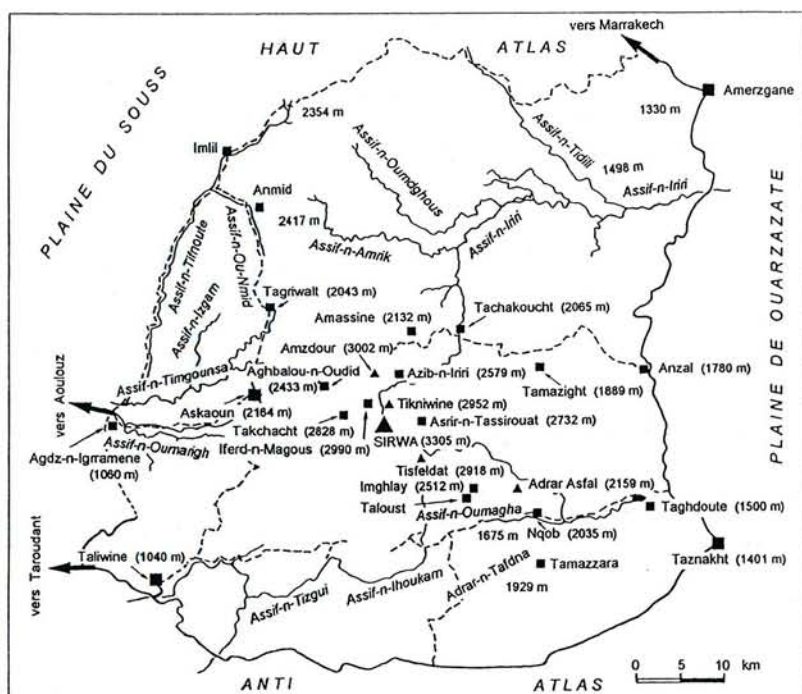 HAUT ATLAS
vers Marrakech
Amerzgane
1330 m
2354 m
Imlil
PLAINE DU SOUSS
Assif-n-Tidili
1498 m
Assif-n-Iriri
Assif-n-Ourndghous
Anmid
2417 m
Assif-n-Iriri
Assif-n-Amrik
Assif-n-Tifnoute
Assif-n-Ou-Nmid
Assif-n-Izgarn
Tagriwalt (2043 m)
Amassine (2132 m)
Tachakoucht (2065 m)
PLAINE DE OUARZAZATE
Amzdour (3002 m)
Assif-n-Timgounsa
Aghbalou-n-Oudid
(2433 m)
Azib-n-Iriri (2579 m)
Tamazight
(1889 m)
Anzal (1780 m)
vers Aoulouz
Askaoun (2164 m)
Tikniwine (2952 m)
Takchacht (2828 m)
Asrir-n-Tassirouat (2732 m)
Iferd-n-Magous (2990 m)
SIRWA
(3305 m)
Assif-n-Oumarigh
Agdz-n-Igrramene
(1060 m)
Tisfeldat (2918 m)
Imghlay
(2512 m)
Adrar Asfal (2159 m)
Taloust
Assif-n-Oumagha
Taghdoute (1500 m)
1675 m
Nqob (2035 m)
Taznakht (1401 m)
vers Taroudant
Taliwine (1040 m)
Assif-n-Tizgui
Assif-n-Ihoukarn
Adrar-n-Tafdna
Tamazzara
1929 m
ANTI ATLAS
0 5 10 km